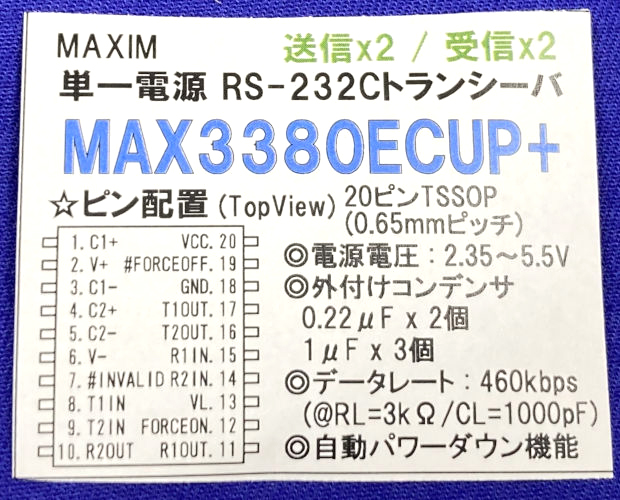 MAXIM 送信x2 / 受信x2
単一電源 RS-232Cトランシーバ
MAX3380ECUP+
☆ピン配置 (TopView) 20ピンTSSOP
(0.65mmピッチ)
1. C1+ VCC. 20
2. V+ #FORCEOFF. 19
3. C1- GND. 18
4. C2+ T1OUT. 17
5. C2- T2OUT. 16
6. V- R1IN. 15
7. #INVALID R2IN. 14
8. T1IN VL. 13
9. T2IN FORCEON. 12
10. R2OUT R1OUT. 11
◎電源電圧：2.35～5.5V
◎外付けコンデンサ
0.22μF x 2個
1μF x 3個
◎データレート：460kbps
(@RL=3kΩ/CL=1000pF)
◎自動パワーダウン機能